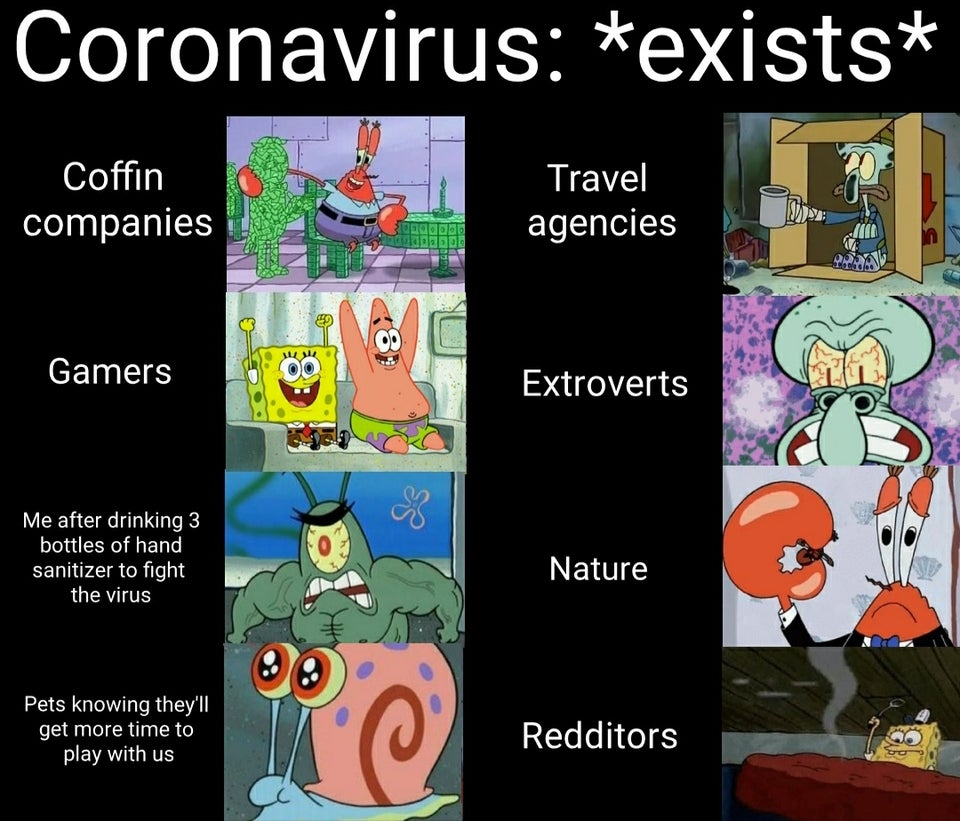 Coronavirus: *exists*
Coffin
companies
Travel
agencies
Gamers
Extroverts
Me after drinking 3
bottles of hand
sanitizer to fight
the virus
Nature
Pets knowing they'll
get more time to
play with us
Redditors